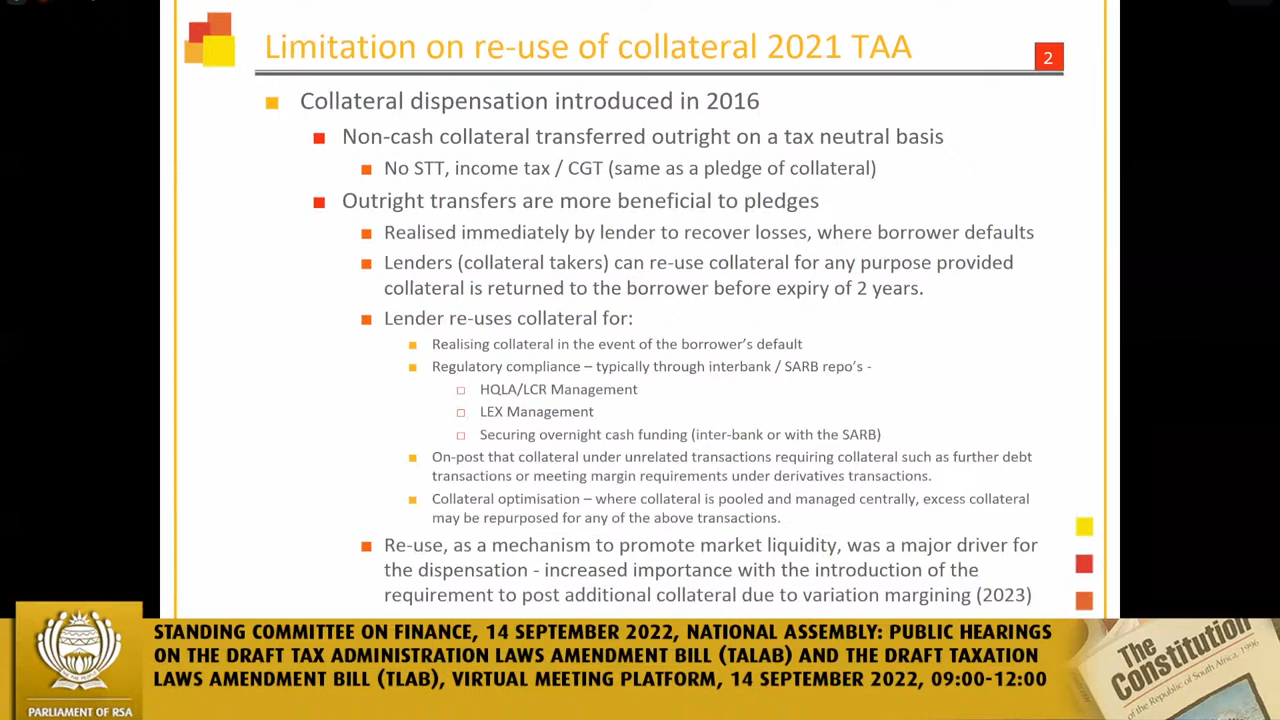 Limitation on re-use of collateral 2021 TAA
2
Collateral dispensation introduced in 2016
Non-cash collateral transferred outright on a tax neutral basis
No STT, income tax / CGT (same as a pledge of collateral)
Outright transfers are more beneficial to pledges
Realised immediately by lender to recover losses, where borrower defaults
Lenders (collateral takers) can re-use collateral for any purpose provided
collateral is returned to the borrower before expiry of 2 years.
Lender re-uses collateral for:
Realising collateral in the event of the borrower's default
Regulatory compliance – typically through interbank / SARB repo's -
HQLA/LCR Management
LEX Management
Securing overnight cash funding (inter-bank or with the SARB)
On-post that collateral under unrelated transactions requiring collateral such as further debt
transactions or meeting margin requirements under derivatives transactions.
Collateral optimisation – where collateral is pooled and managed centrally, excess collateral
may be repurposed for any of the above transactions.
Re-use, as a mechanism to promote market liquidity, was a major driver for
the dispensation - increased importance with the introduction of the
requirement to post additional collateral due to variation margining (2023)
STANDING COMMITTEE ON FINANCE, 14 SEPTEMBER 2022, NATIONAL ASSEMBLY: PUBLIC HEARINGS
ON THE DRAFT TAX ADMINISTRATION LAWS AMENDMENT BILL (TALAB) AND THE DRAFT TAXATION
LAWS AMENDMENT BILL (TLAB), VIRTUAL MEETING PLATFORM, 14 SEPTEMBER 2022, 09:00-12:00
PARLIAMENT OF RSA
The
Constitution
of the Republic of South Africa, 1996